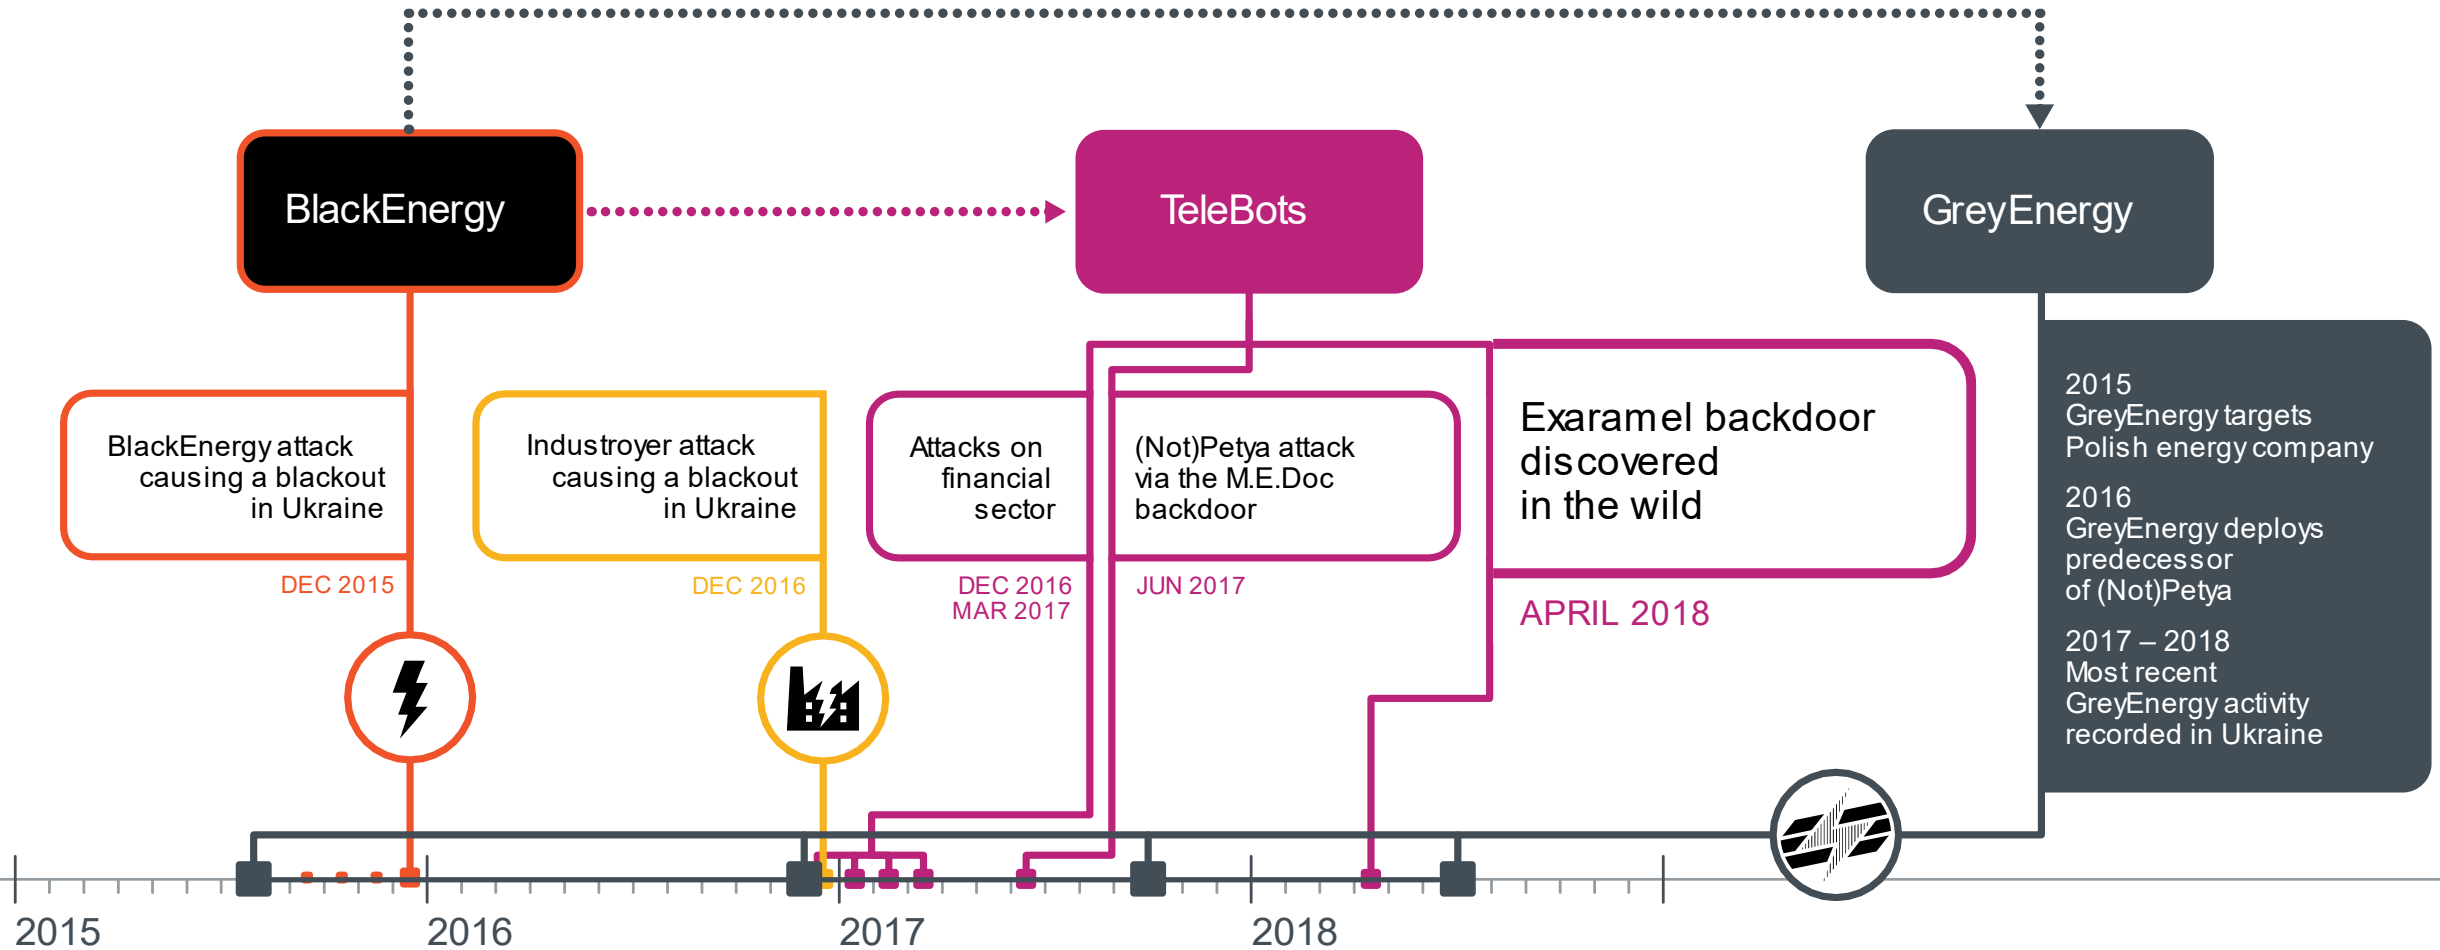 BlackEnergy
TeleBots
GreyEnergy
BlackEnergy attack
causing a blackout
in Ukraine
DEC 2015
Industroyer attack
causing a blackout
in Ukraine
DEC 2016
Attacks on
financial
sector
DEC 2016
MAR 2017
(Not)Petya attack
via the M.E.Doc
backdoor
JUN 2017
Exaramel backdoor
discovered
in the wild
APRIL 2018
2015
GreyEnergy targets
Polish energy company
2016
GreyEnergy deploys
predecessor
of (Not)Petya
2017 – 2018
Most recent
GreyEnergy activity
recorded in Ukraine
2015
2016
2017
2018